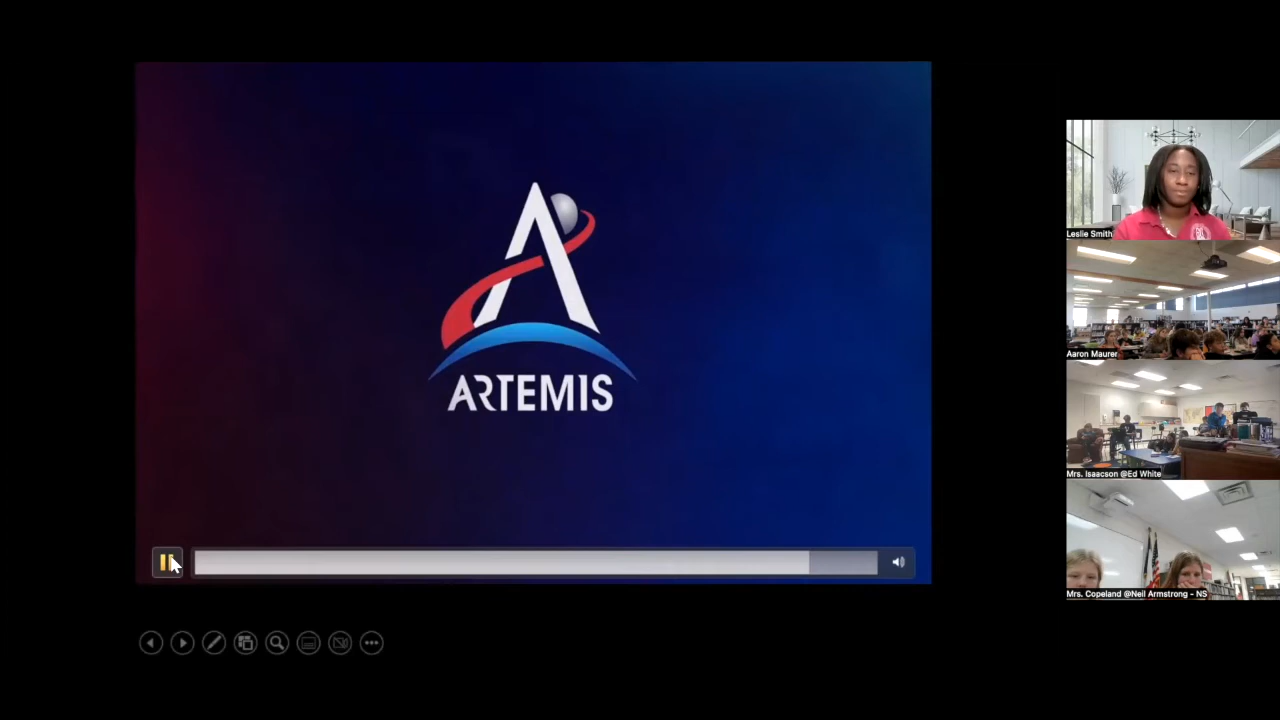 ARTEMIS
Leslie Smith
Aaron Maurer
Mrs. Isaacson @Ed White
Mrs. Copeland @Neil Armstrong - NS